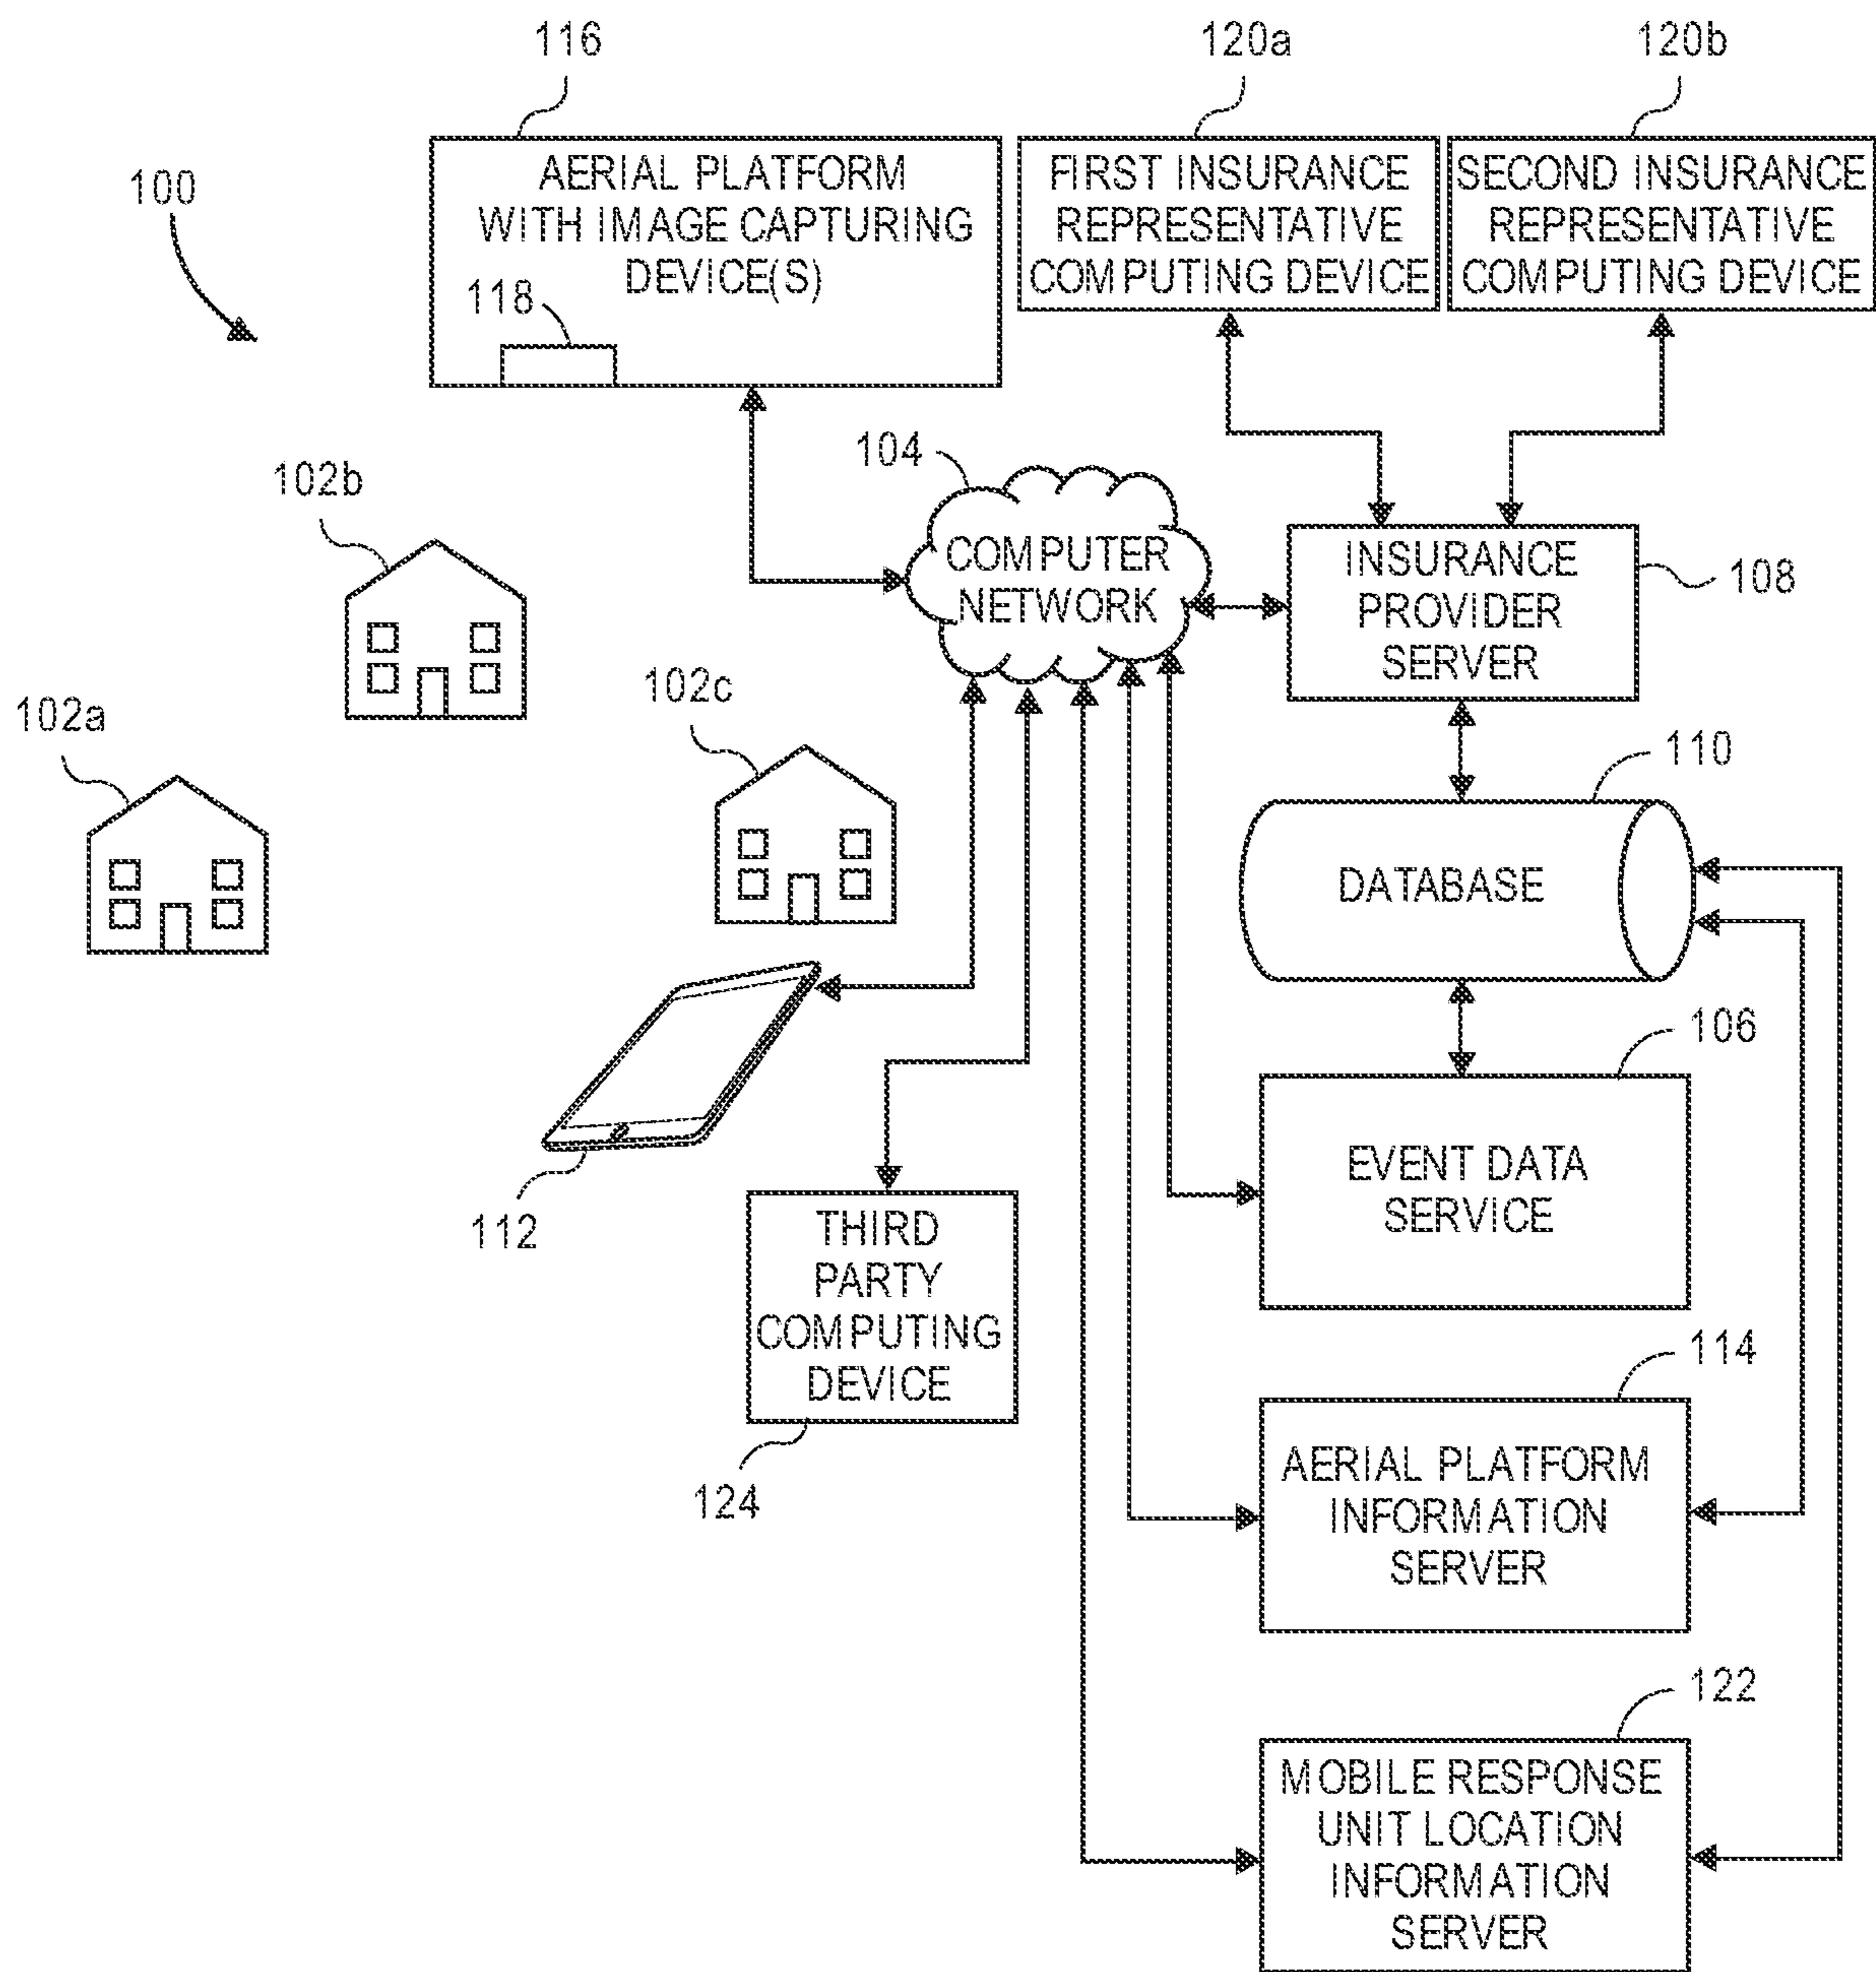 116
120a
120b
100
AERIAL PLATFORM
WITH IMAGE CAPTURING
DEVICE(S)
118
FIRST INSURANCE
REPRESENTATIVE
COMPUTING DEVICE
SECOND INSURANCE
REPRESENTATIVE
COMPUTING DEVICE
104
102b
COMPUTER
NETWORK
INSURANCE
PROVIDER
SERVER
108
102a
102c
110
DATABASE
106
EVENT DATA
SERVICE
112
THIRD
PARTY
COMPUTING
DEVICE
124
114
AERIAL PLATFORM
INFORMATION
SERVER
122
MOBILE RESPONSE
UNIT LOCATION
INFORMATION
SERVER